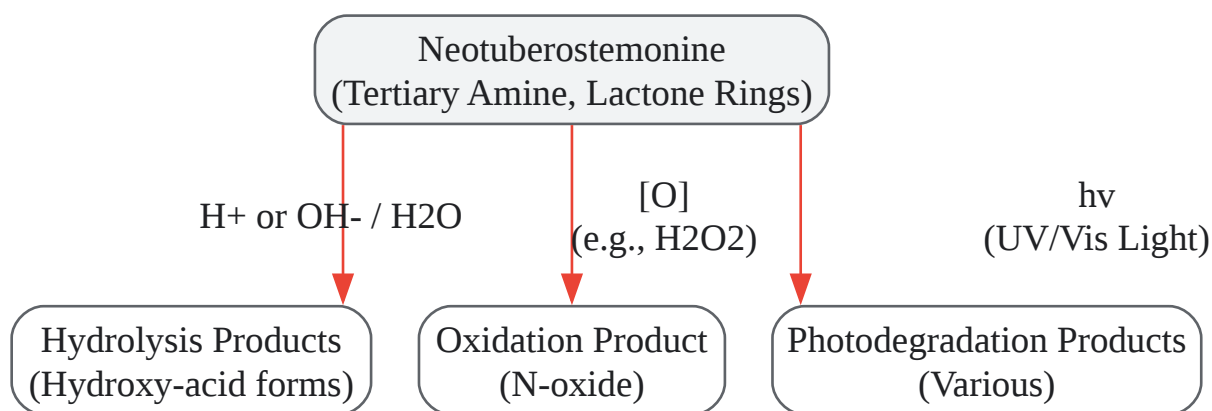 Neotuberostemonine
(Tertiary Amine, Lactone Rings)
H+ or OH- / H2O
[O]
(e.g., H2O2)
hv
(UV/Vis Light)
Hydrolysis Products
(Hydroxy-acid forms)
Oxidation Product
(N-oxide)
Photodegradation Products
(Various)